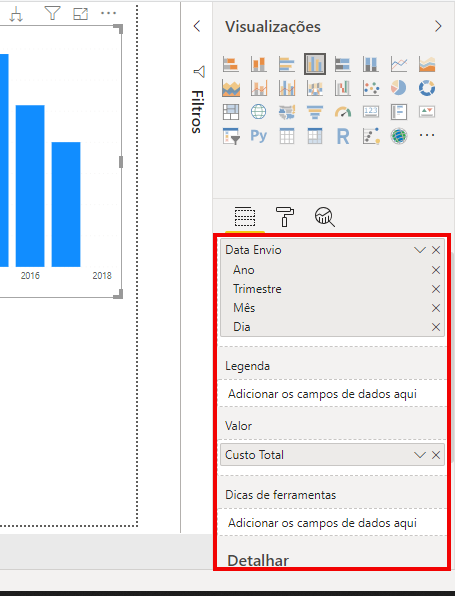 Visualizações
Filtros
2016
2018
123
Py
R
Data Envio
Ano
Trimestre
Mês
Dia
Legenda
Adicionar os campos de dados aqui
Valor
Custo Total
Dicas de ferramentas
Adicionar os campos de dados aqui
Detalhar